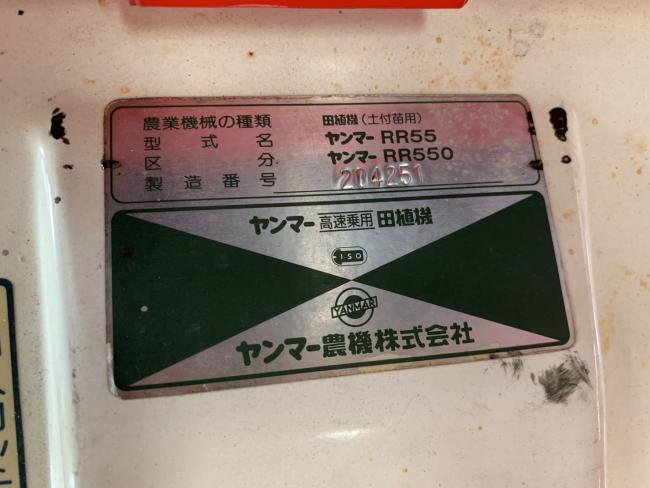 農業機械の種類 田植機(土付苗用)
型式名 ヤンマー RR55
区分 ヤンマー RR550
製造番号 204251
ヤンマー 高速乗用 田植機
ISO
YANMAR
ヤンマー農機株式会社